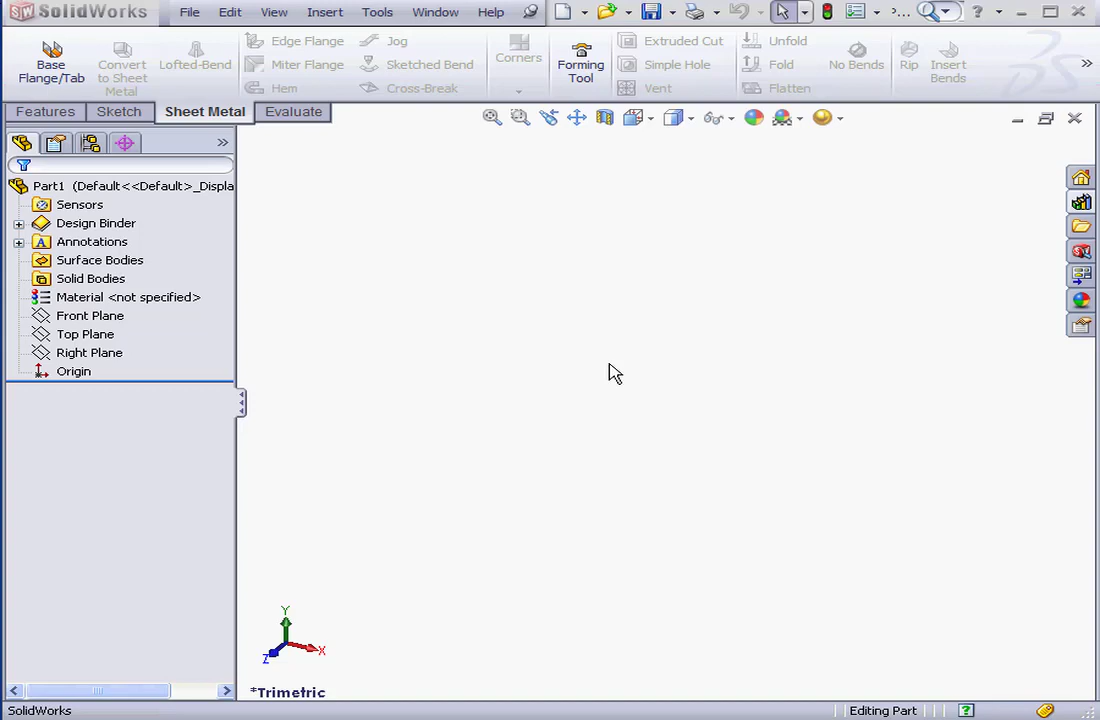 SolidWorks File Edit View Insert Tools Window Help
Base Flange/Tab
Convert to Sheet Metal
Lofted-Bend
Edge Flange
Miter Flange
Hem
Jog
Sketched Bend
Cross-Break
Corners
Forming Tool
Extruded Cut
Simple Hole
Vent
Unfold
Fold
Flatten
No Bends
Rip
Insert Bends
Features Sketch Sheet Metal Evaluate
Part1 (Default<<Default>_Displa
Sensors
Design Binder
Annotations
Surface Bodies
Solid Bodies
Material <not specified>
Front Plane
Top Plane
Right Plane
Origin
Y
X
Z
*Trimetric
SolidWorks Editing Part